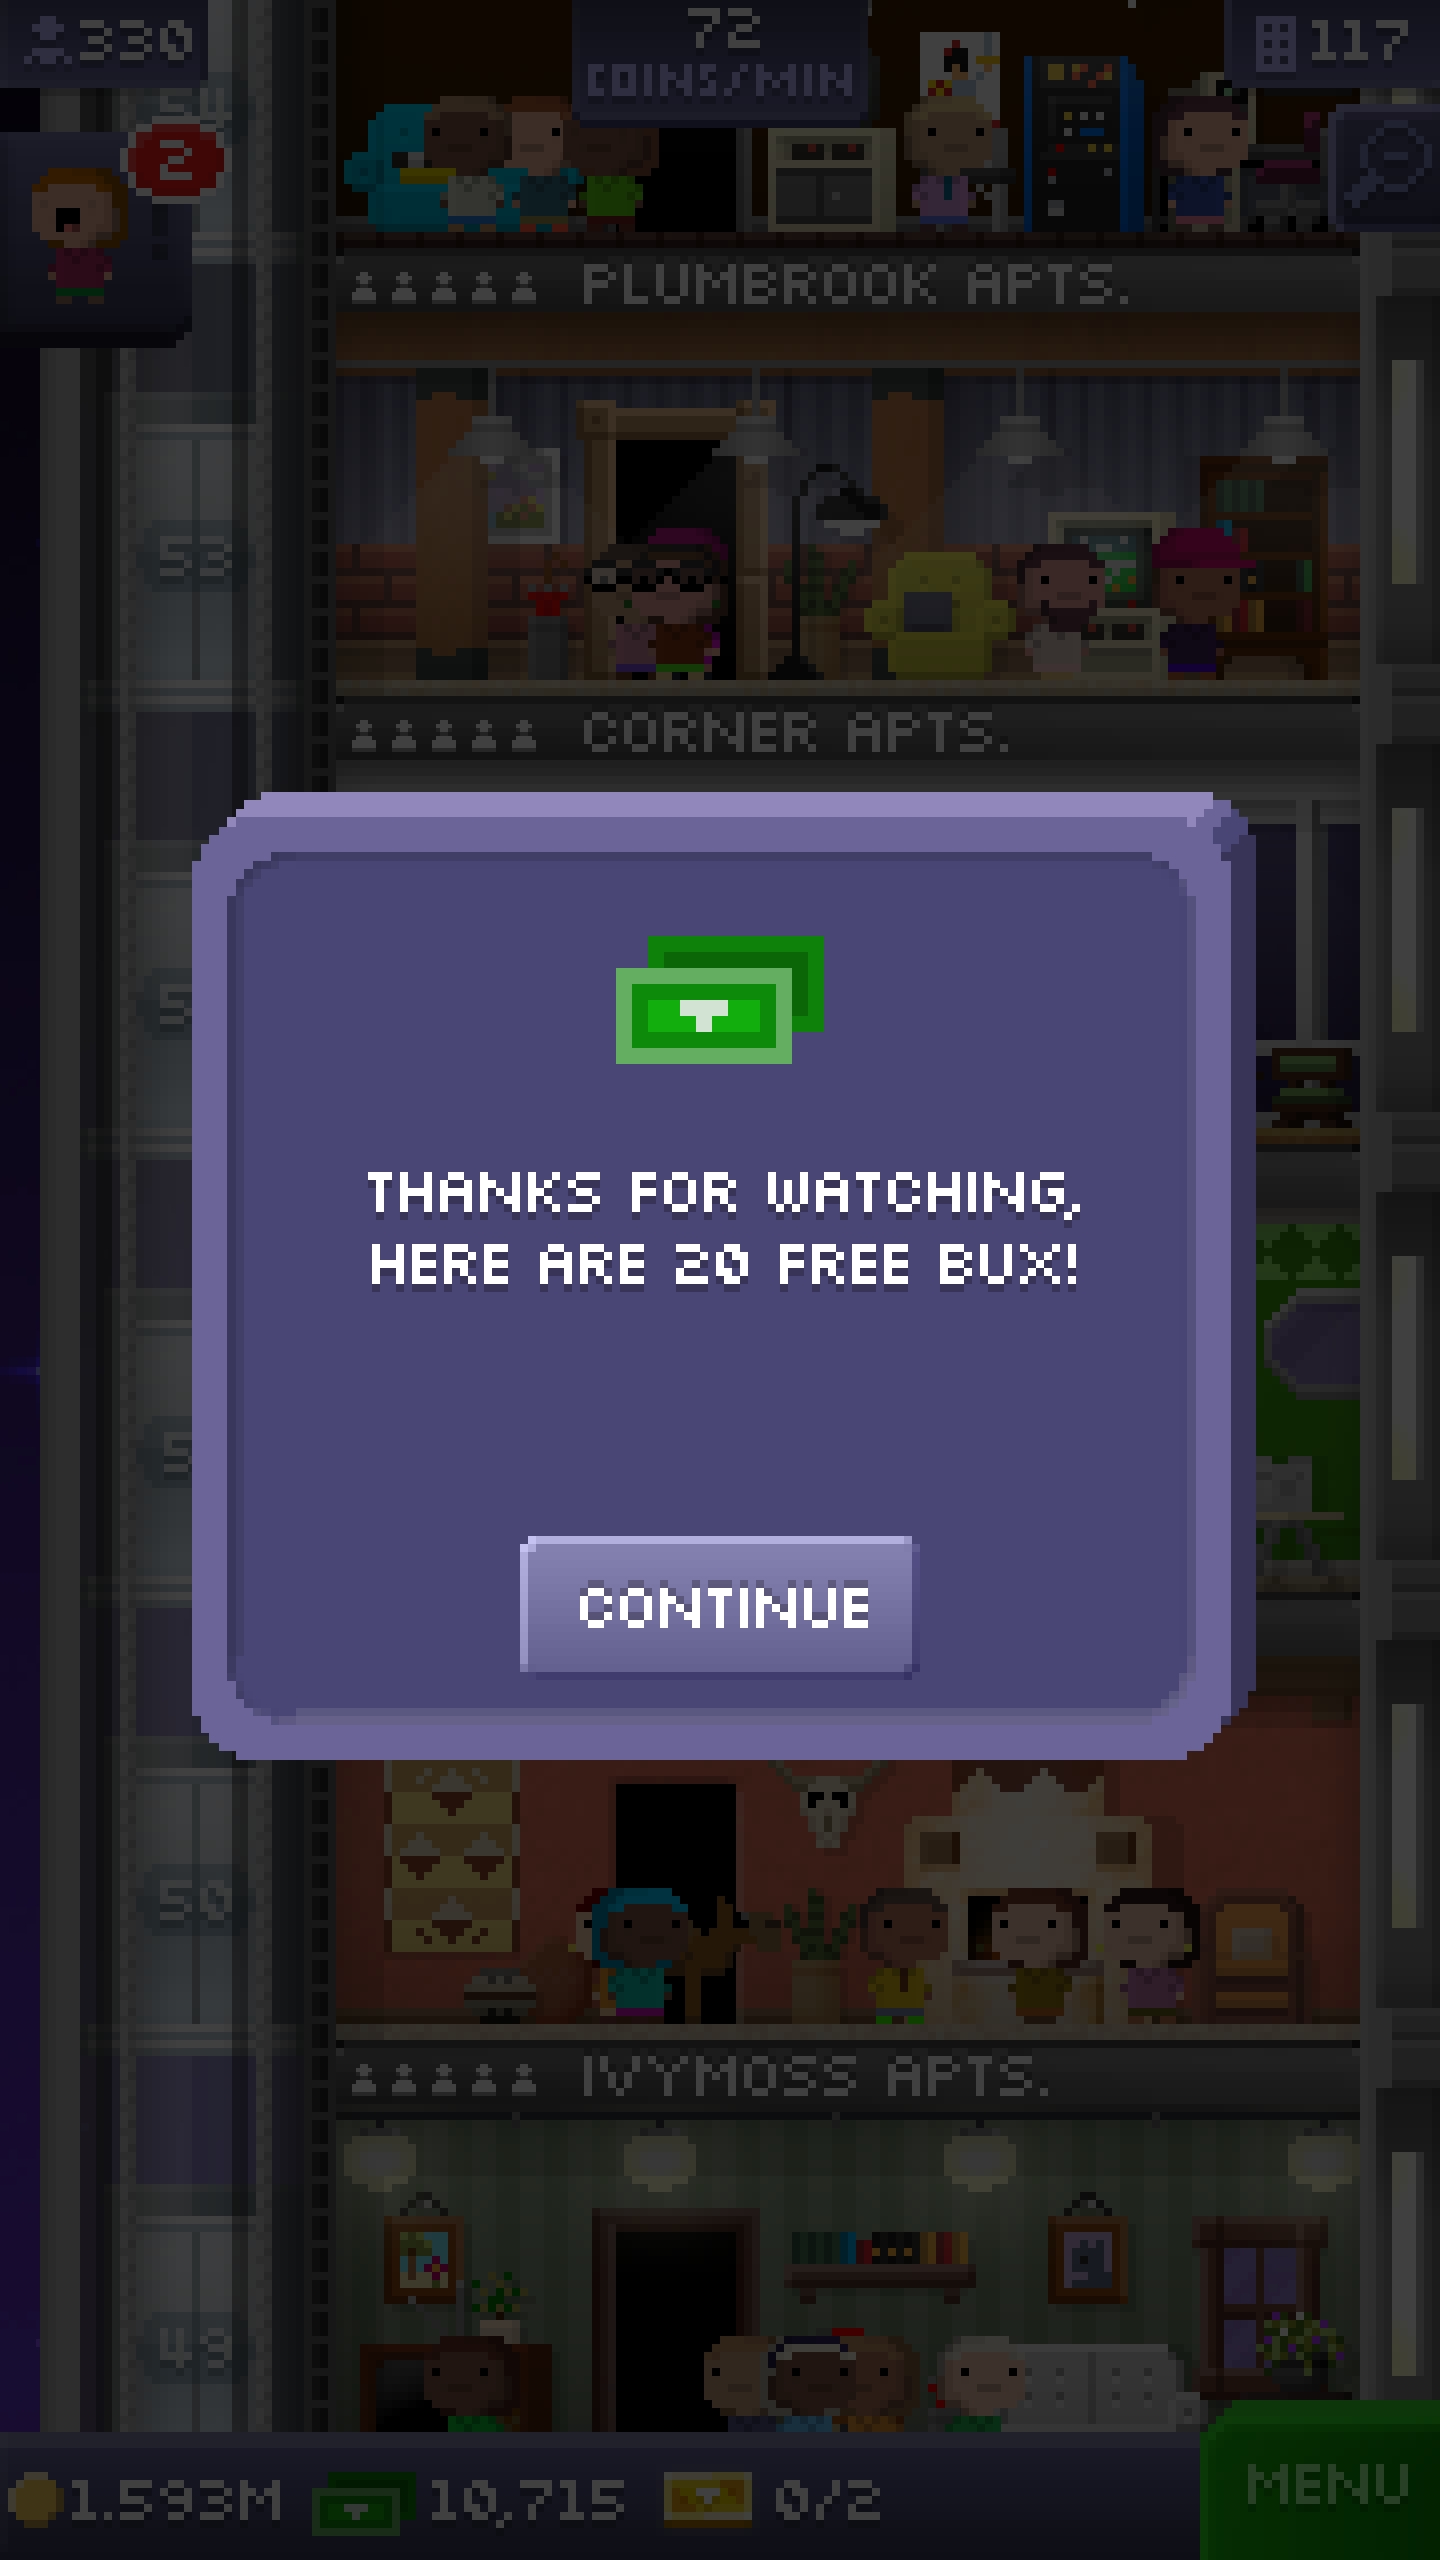 330
72
COINS/MIN
117
2
PLUMBROOK APTS.
53
CORNER APTS.
THANKS FOR WATCHING,
HERE ARE 20 FREE BUX!
CONTINUE
50
IVYMOSS APTS.
49
1.593M
10,715
0/2
MENU